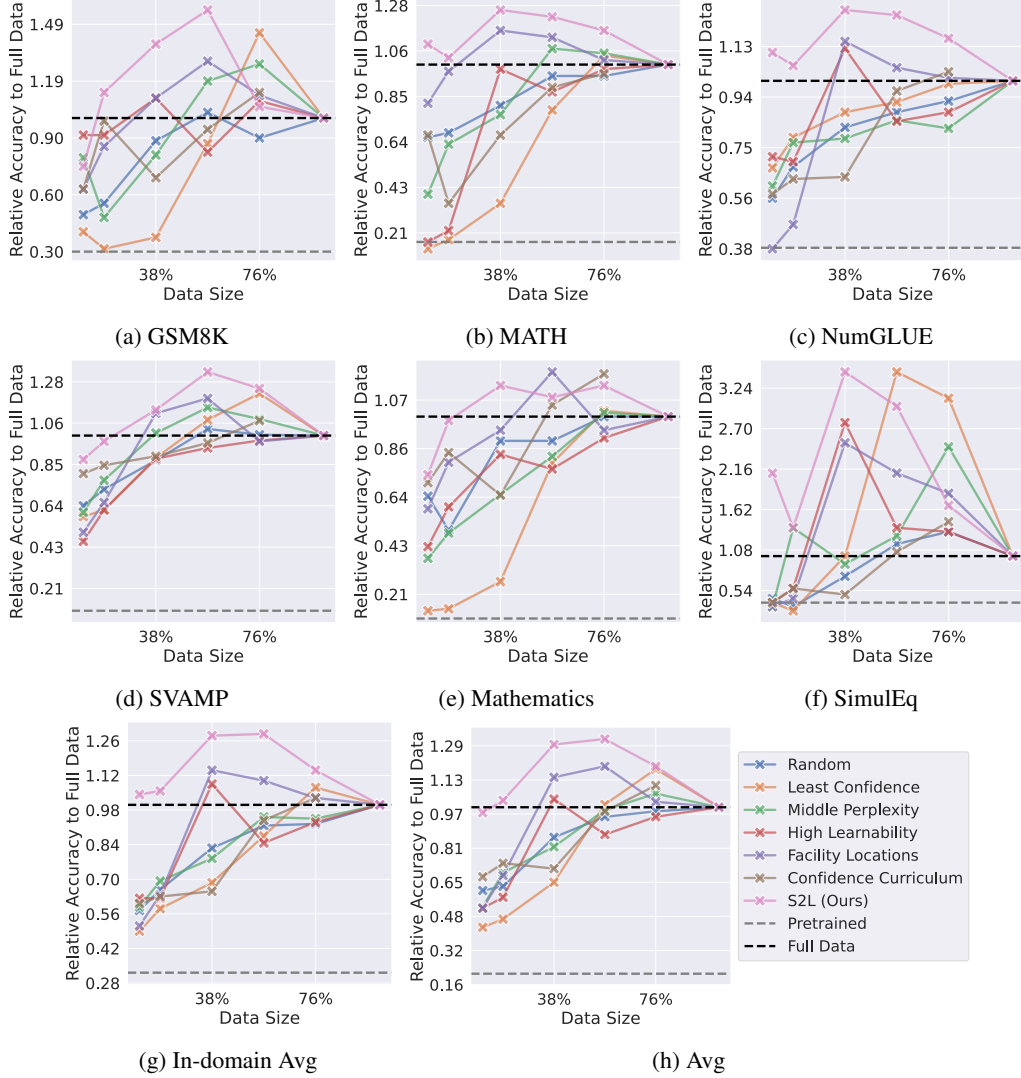 Relative Accuracy to Full Data
1.49
1.19
0.90
0.60
0.30
38%
76%
Data Size
(a) GSM8K
Relative Accuracy to Full Data
1.28
1.06
0.85
0.64
0.43
0.21
38%
76%
Data Size
(b) MATH
Relative Accuracy to Full Data
1.13
0.94
0.75
0.56
0.38
38%
76%
Data Size
(c) NumGLUE
Relative Accuracy to Full Data
1.28
1.06
0.85
0.64
0.43
0.21
38%
76%
Data Size
(d) SVAMP
Relative Accuracy to Full Data
1.07
0.86
0.64
0.43
0.21
38%
76%
Data Size
(e) Mathematics
Relative Accuracy to Full Data
3.24
2.70
2.16
1.62
1.08
0.54
38%
76%
Data Size
(f) SimulEq
Relative Accuracy to Full Data
1.26
1.12
0.98
0.84
0.70
0.56
0.42
0.28
38%
76%
Data Size
(g) In-domain Avg
Relative Accuracy to Full Data
1.29
1.13
0.97
0.81
0.65
0.48
0.32
0.16
38%
76%
Data Size
(h) Avg
Random
Least Confidence
Middle Perplexity
High Learnability
Facility Locations
Confidence Curriculum
S2L (Ours)
Pretrained
Full Data